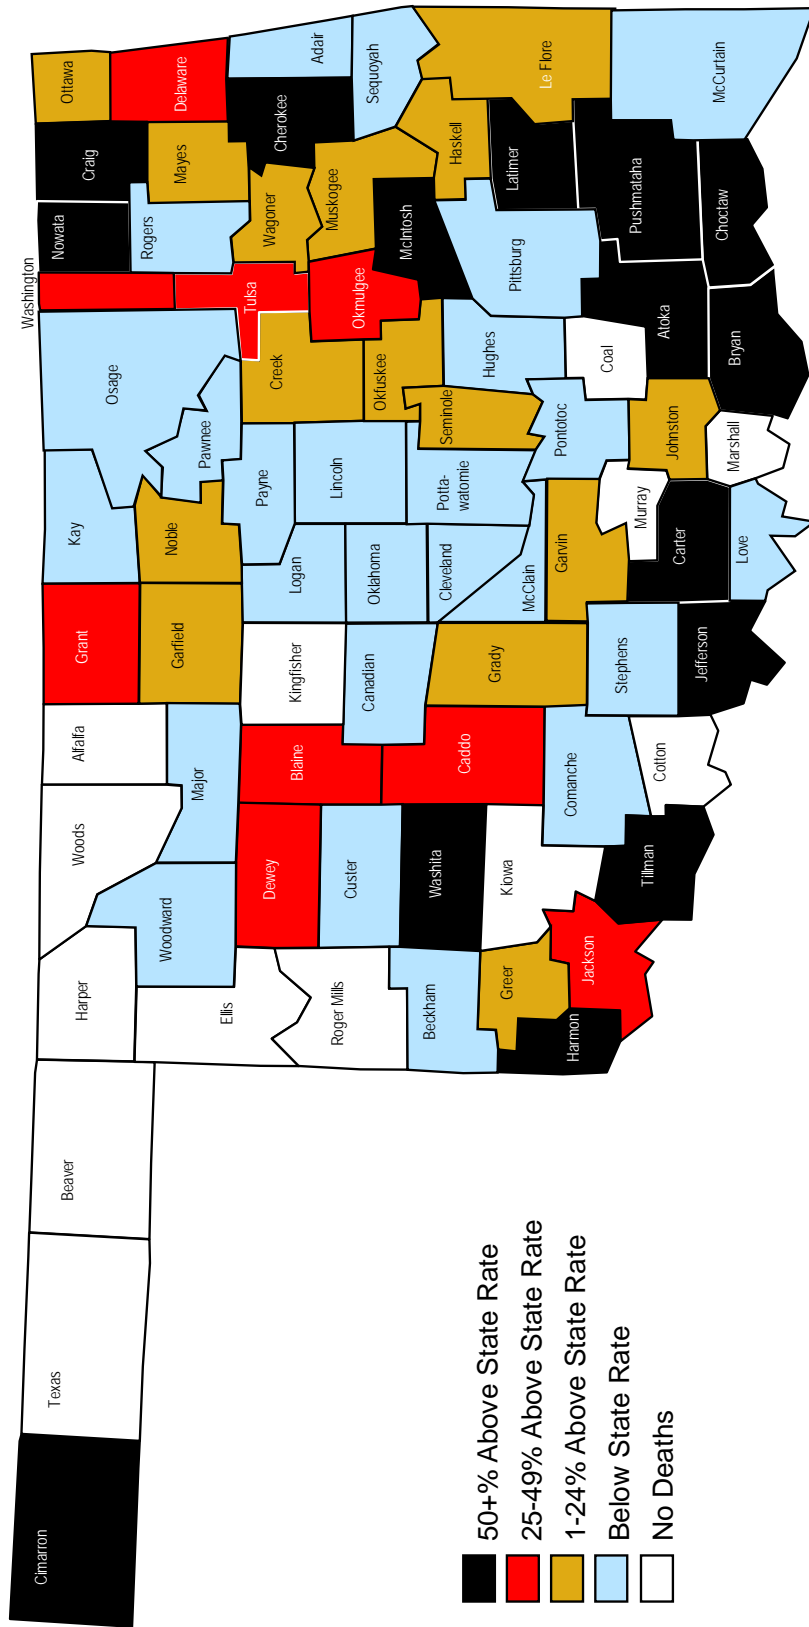 Cimarron
Texas
Beaver
Harper
Woods
Alfalfa
Grant
Kay
Osage
Washington
Nowata
Craig
Ottawa
Ellis
Woodward
Major
Garfield
Noble
Pawnee
Rogers
Mayes
Delaware
Roger Mills
Dewey
Blaine
Kingfisher
Logan
Payne
Creek
Tulsa
Wagoner
Cherokee
Adair
Beckham
Custer
Canadian
Oklahoma
Lincoln
Okfuskee
Okmulgee
Muskogee
Sequoyah
Greer
Washita
Caddo
Grady
Cleveland
McClain
Potta-
watomie
Seminole
Hughes
McIntosh
Haskell
Harmon
Jackson
Kiowa
Comanche
Stephens
Garvin
Pontotoc
Coal
Pittsburg
Latimer
Le Flore
Tillman
Cotton
Jefferson
Carter
Murray
Johnston
Atoka
Pushmataha
McCurtain
Love
Marshall
Bryan
Choctaw
50+% Above State Rate
25-49% Above State Rate
1-24% Above State Rate
Below State Rate
No Deaths